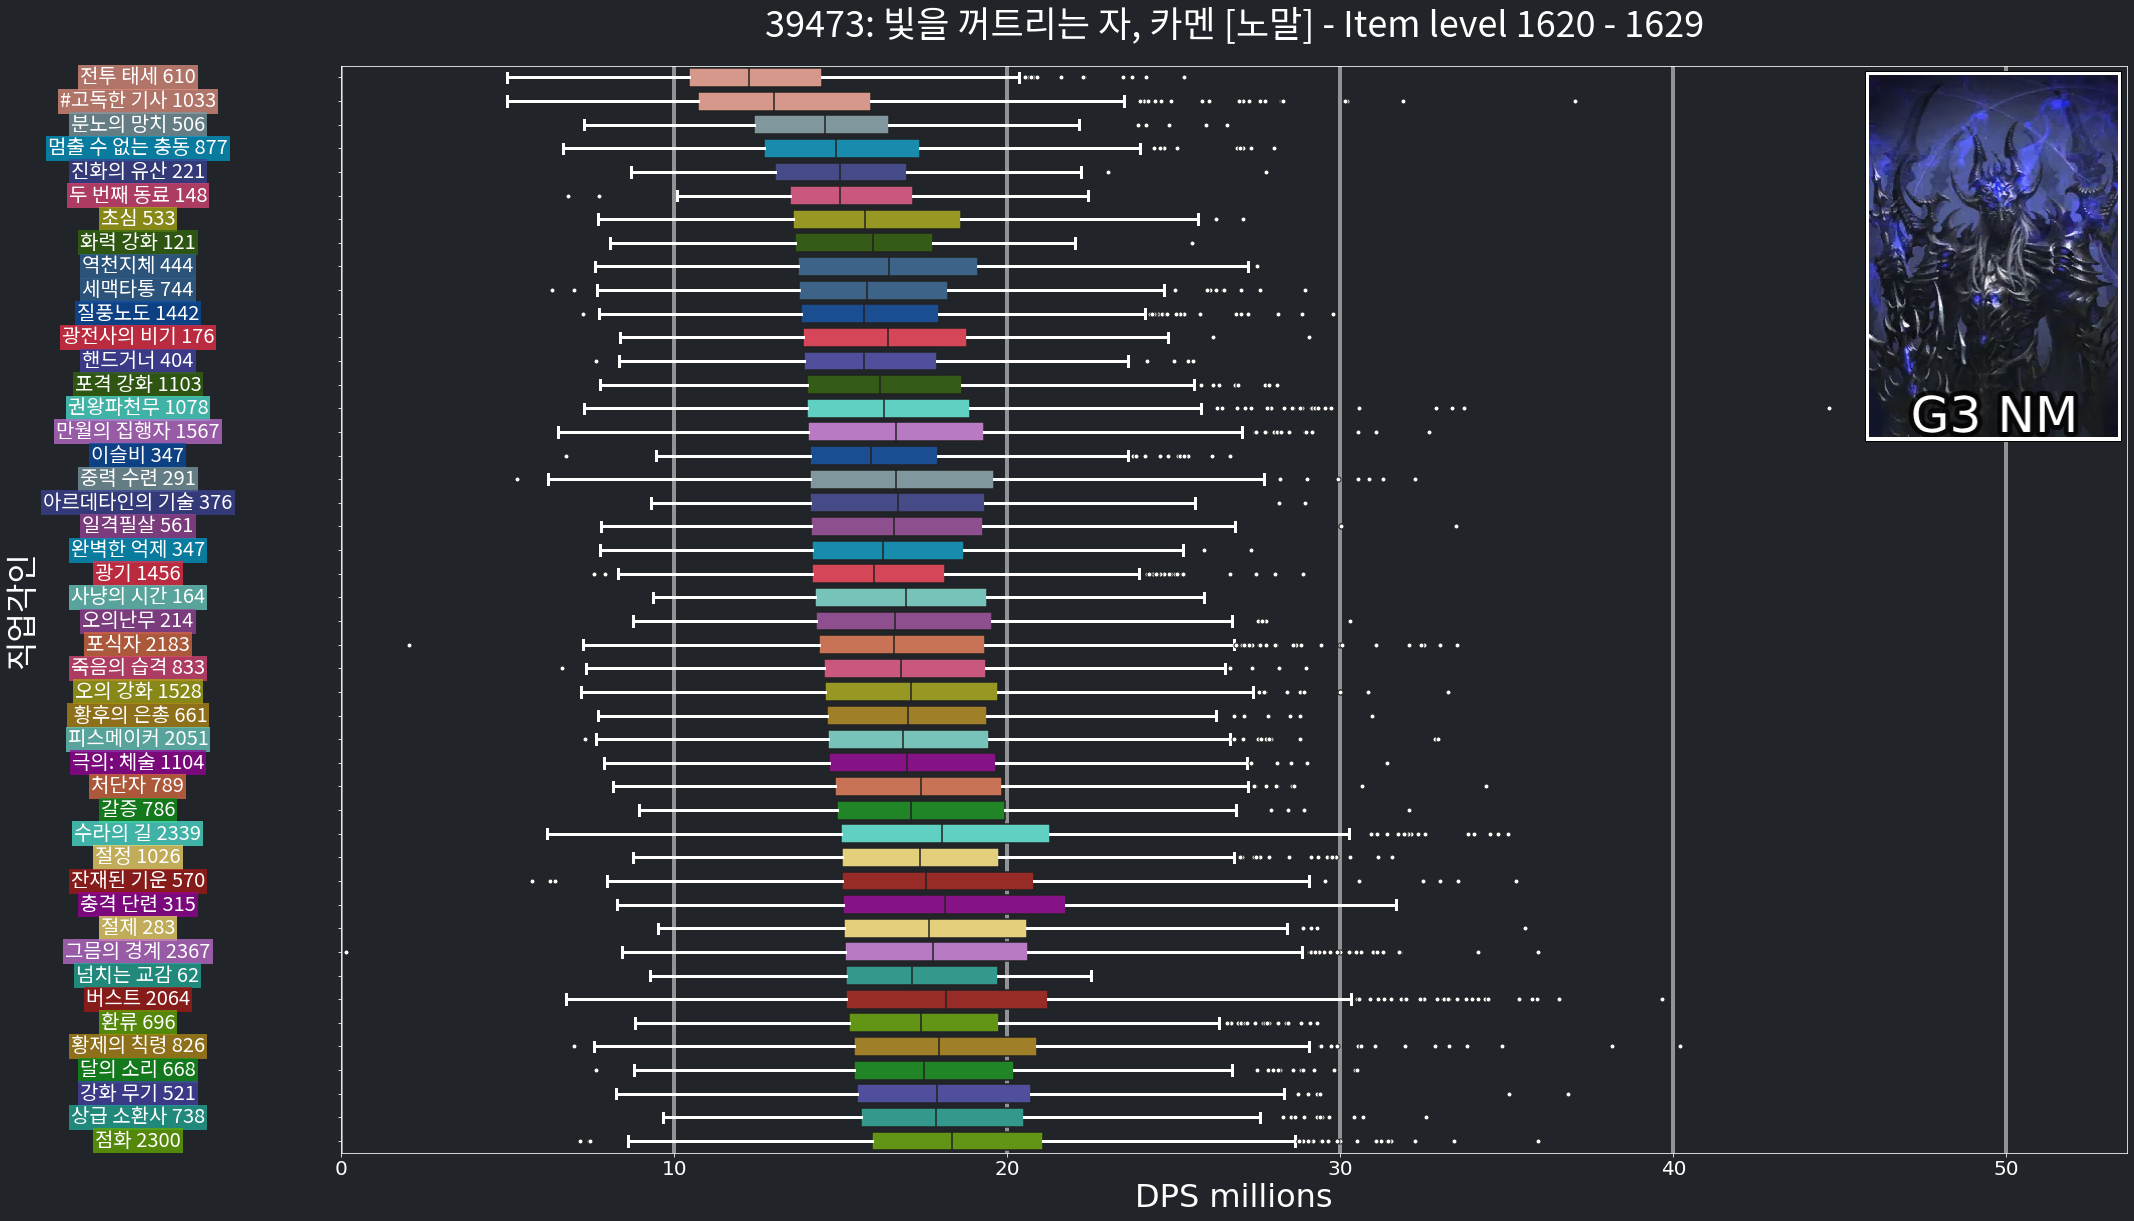 39473: 빛을 꺼트리는 자, 카멘 [노말] - Item level 1620 - 1629
직업각인
전투 태세 610
#고독한 기사 1033
분노의 망치 506
멈출 수 없는 충동 877
진화의 유산 221
두 번째 동료 148
초심 533
화력 강화 121
역천지체 444
세맥타통 744
질풍노도 1442
광전사의 비기 176
핸드거너 404
포격 강화 1103
권왕파천무 1078
만월의 집행자 1567
이슬비 347
중력 수련 291
아르데타인의 기술 376
일격필살 561
완벽한 억제 347
광기 1456
사냥의 시간 164
오의난무 214
포식자 2183
죽음의 습격 833
오의 강화 1528
황후의 은총 661
피스메이커 2051
극의: 체술 1104
처단자 789
갈증 786
수라의 길 2339
절정 1026
잔재된 기운 570
충격 단련 315
절제 283
그믐의 경계 2367
넘치는 교감 62
버스트 2064
환류 696
황제의 칙령 826
달의 소리 668
강화 무기 521
상급 소환사 738
점화 2300
G3 NM
0 10 20 30 40 50
DPS millions